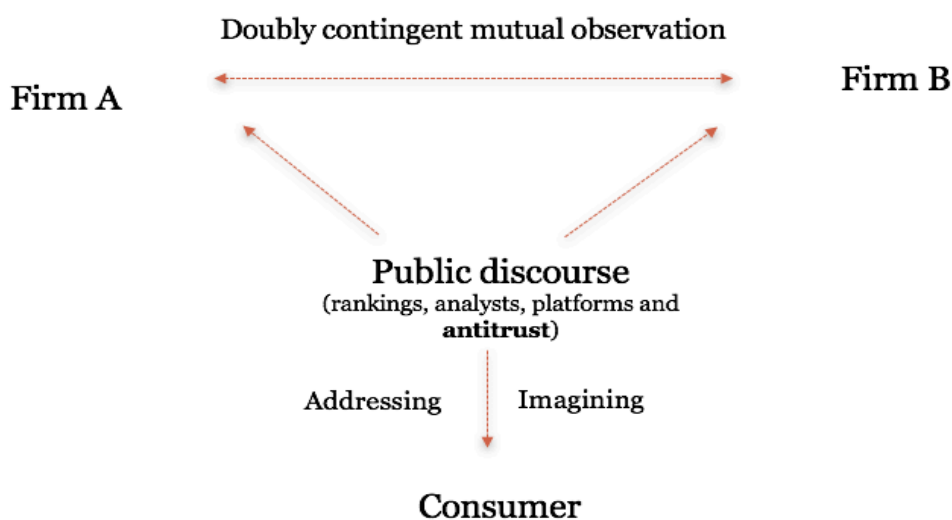 Doubly contingent mutual observation
Firm A
Firm B
Public discourse
(rankings, analysts, platforms and
antitrust)
Addressing
Imagining
Consumer